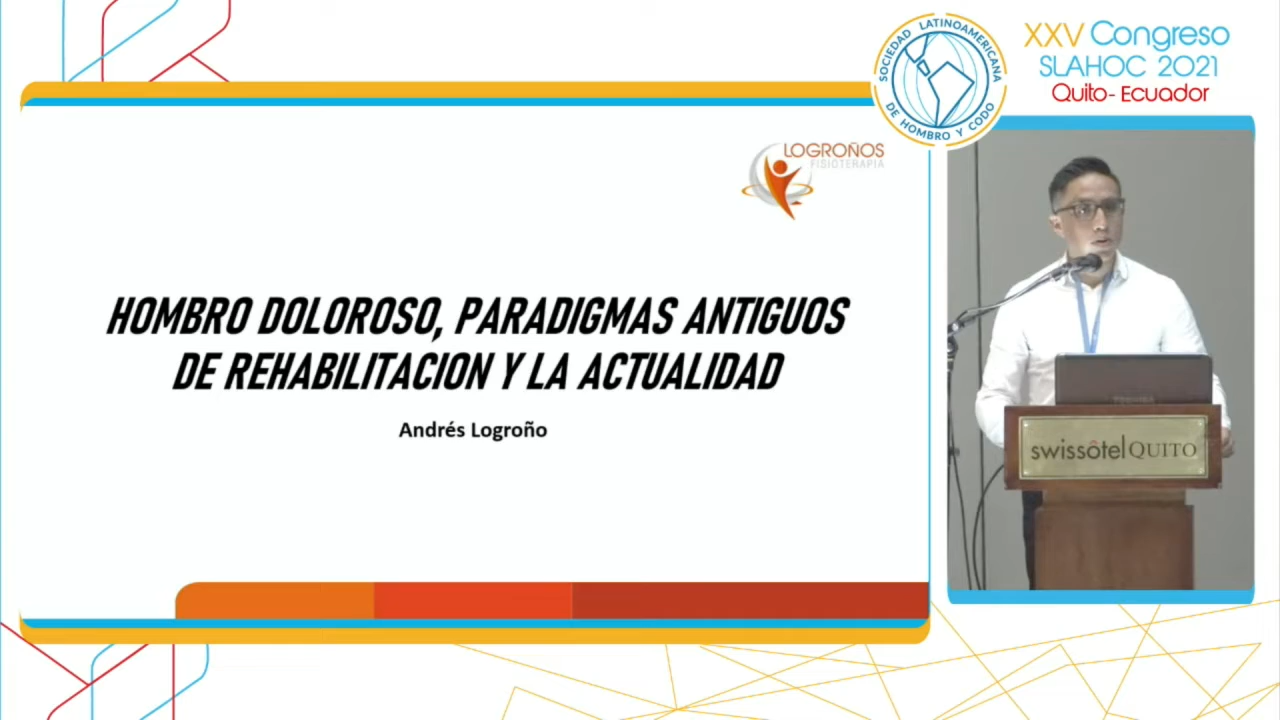 SOCIEDAD LATINOAMERICANA
DE HOMBRO Y CODO
XXV Congreso
SLAHOC 2021
Quito- Ecuador
LOGROÑOS
FISIOTERAPIA
HOMBRO DOLOROSO, PARADIGMAS ANTIGUOS
DE REHABILITACION Y LA ACTUALIDAD
Andrés Logroño
TOSHIBA
swissôtel QUITO